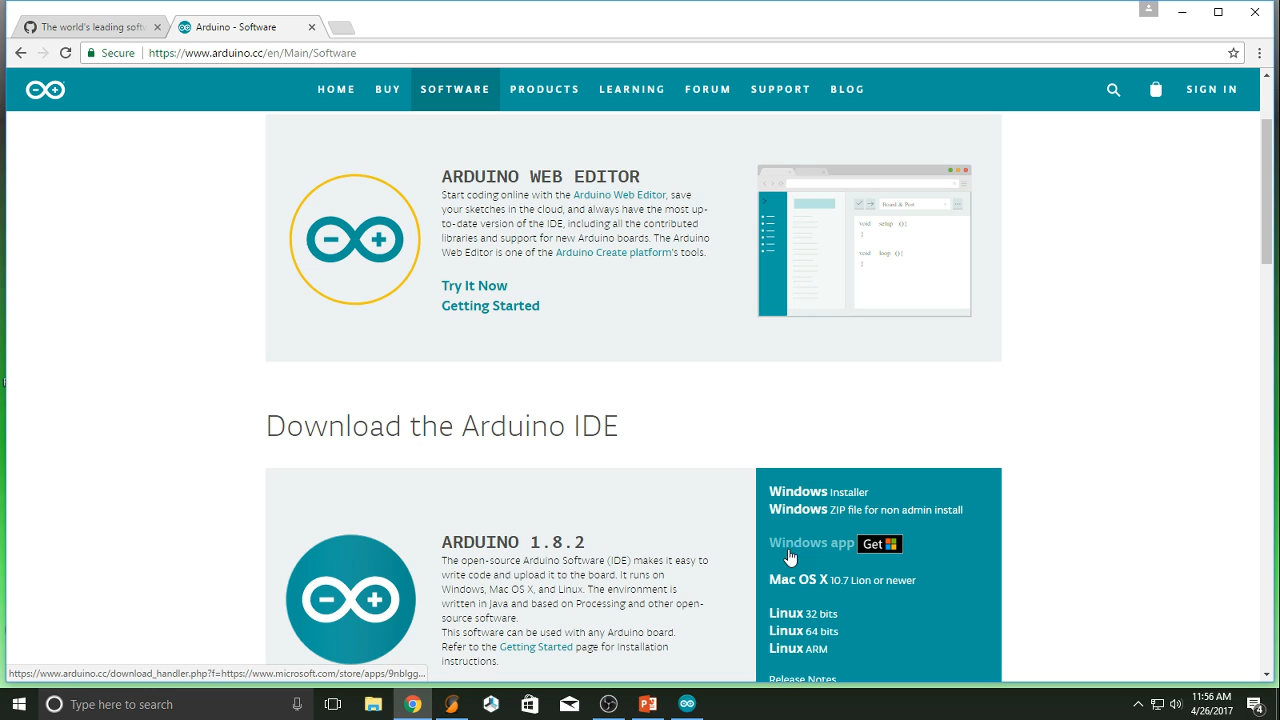 The world's leading soft
Arduino - Software
Secure
https://www.arduino.cc/en/Main/Software
HOME
BUY
SOFTWARE
PRODUCTS
LEARNING
FORUM
SUPPORT
BLOG
SIGN IN
ARDUINO WEB EDITOR
Start coding online with the Arduino Web Editor, save
your sketches in the cloud, and always have the most up-
to-date version of the IDE, including all the contributed
libraries and support for new Arduino boards. The Arduino
Web Editor is one of the Arduino Create platform's tools.
Try It Now
Getting Started
Board & Port
void setup (){
}
void loop (){
}
Download the Arduino IDE
ARDUINO 1.8.2
The open-source Arduino Software (IDE) makes it easy to
write code and upload it to the board. It runs on
Windows, Mac OS X, and Linux. The environment is
written in Java and based on Processing and other open-
source software.
This software can be used with any Arduino board.
Refer to the Getting Started page for Installation
instructions.
Windows Installer
Windows ZIP file for non admin install
Windows app Get
Mac OS X 10.7 Lion or newer
Linux 32 bits
Linux 64 bits
Linux ARM
Release Notes
https://www.arduino.cc/download_handler.php?f=https://www.microsoft.com/store/apps/9nblgg...
Type here to search
11:56 AM
4/26/2017
4